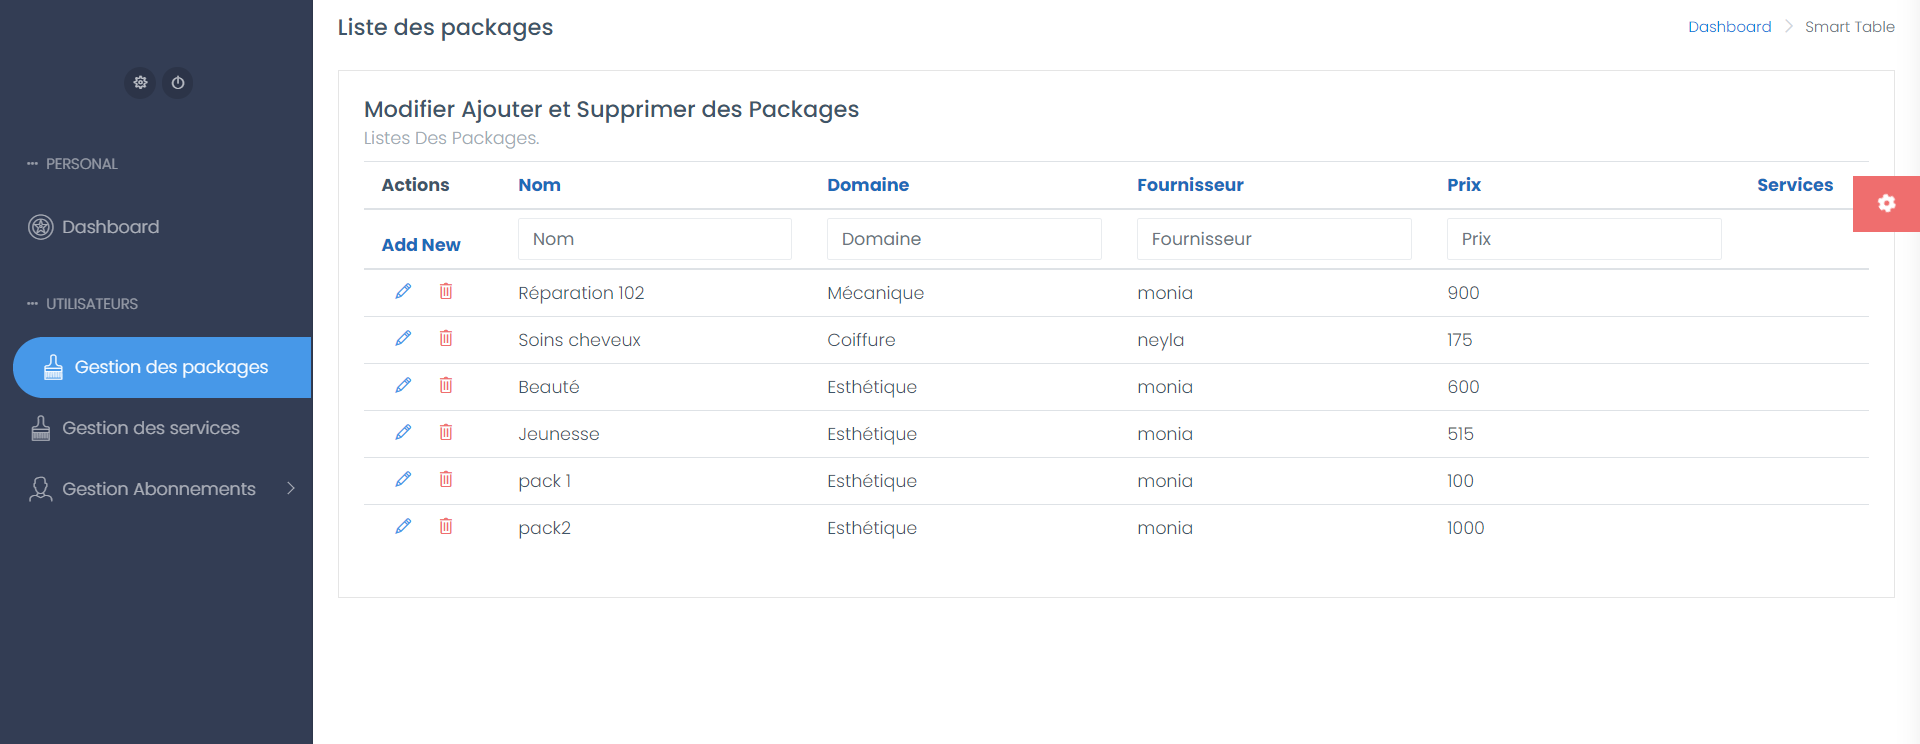 PERSONAL
Dashboard
UTILISATEURS
Gestion des packages
Gestion des services
Gestion Abonnements
Liste des packages
Dashboard Smart Table
Modifier Ajouter et Supprimer des Packages
Listes Des Packages.
Actions Nom Domaine Fournisseur Prix Services
Add New Nom Domaine Fournisseur Prix
Réparation 102 Mécanique monia 900
Soins cheveux Coiffure neyla 175
Beauté Esthétique monia 600
Jeunesse Esthétique monia 515
pack 1 Esthétique monia 100
pack2 Esthétique monia 1000